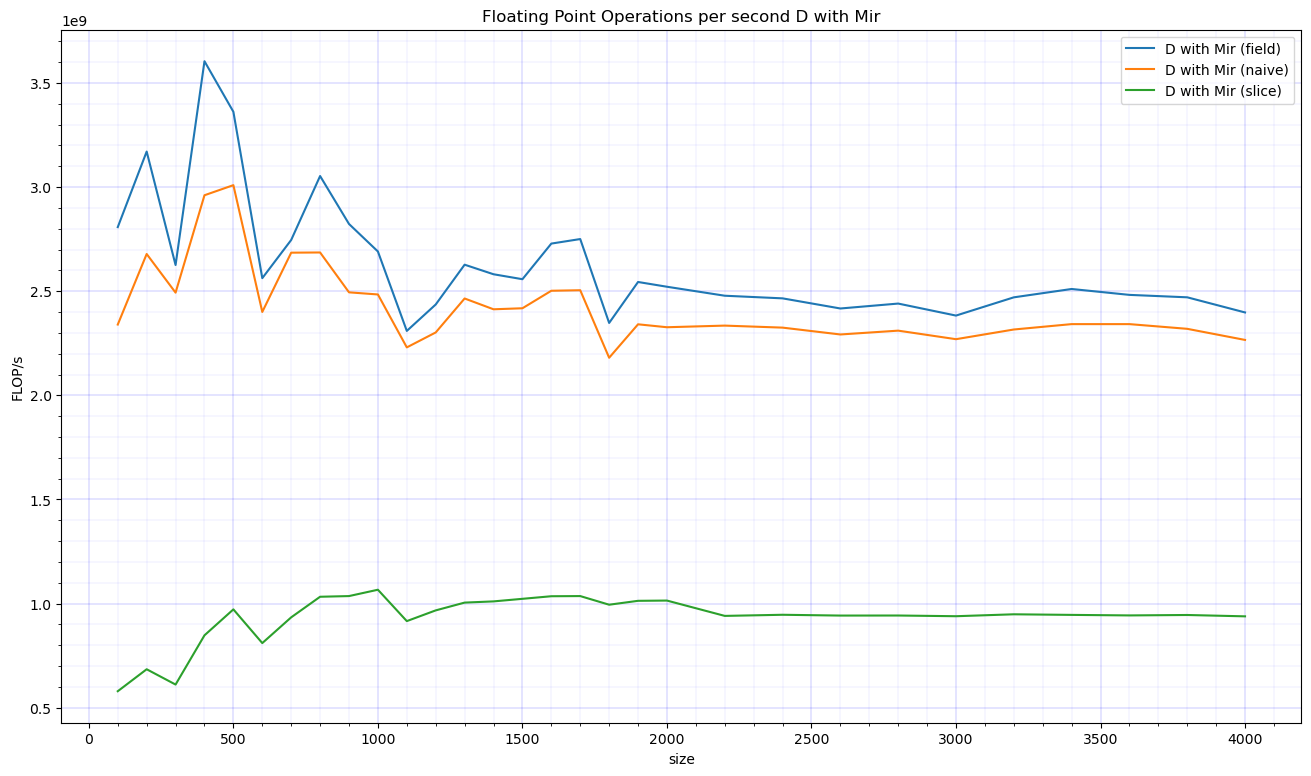 Floating Point Operations per second D with Mir
1e9
D with Mir (field)
D with Mir (naive)
D with Mir (slice)
3.5
3.0
2.5
2.0
1.5
1.0
0.5
FLOP/s
0 500 1000 1500 2000 2500 3000 3500 4000
size